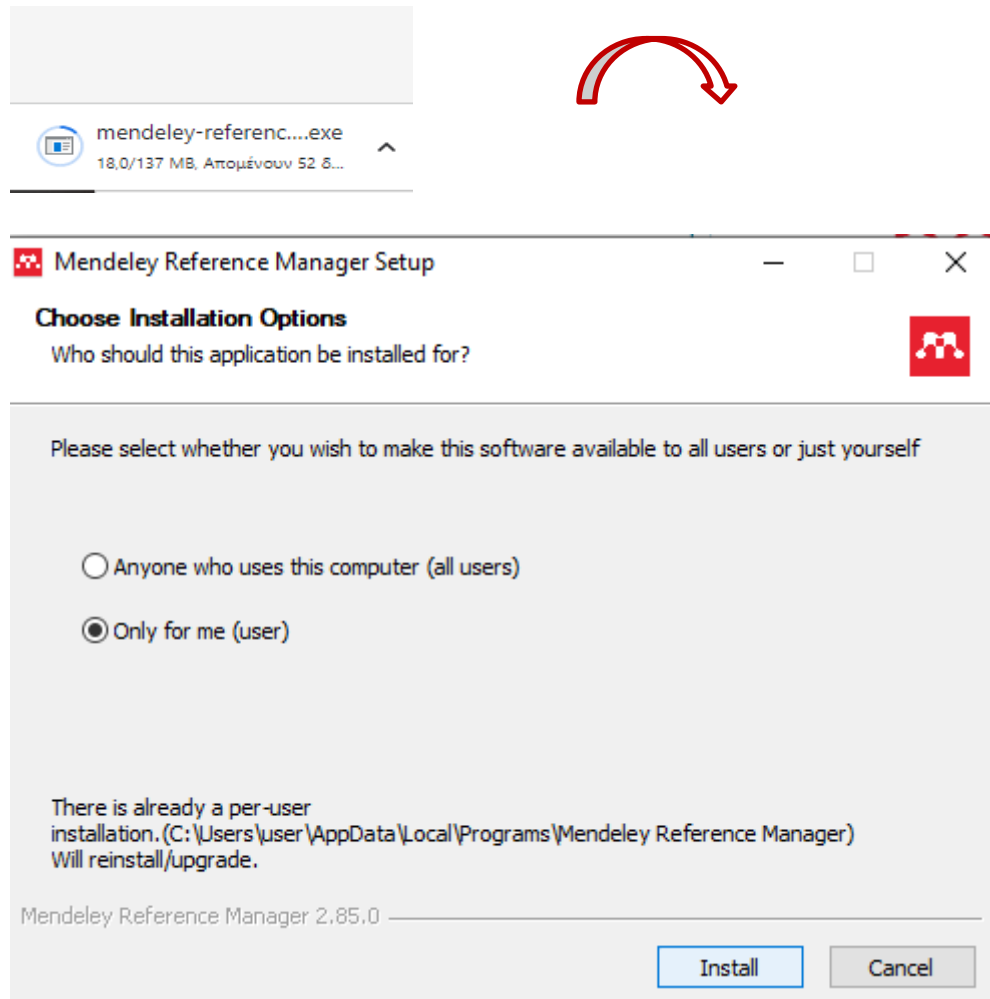 mendeley-referenc....exe
18,0/137 MB, Απομένουν 52 δ...
Mendeley Reference Manager Setup
Choose Installation Options
Who should this application be installed for?
Please select whether you wish to make this software available to all users or just yourself
Anyone who uses this computer (all users)
Only for me (user)
There is already a per-user
installation.(C:\Users\user\AppData\Local\Programs\Mendeley Reference Manager)
Will reinstall/upgrade.
Mendeley Reference Manager 2.85.0
Install
Cancel